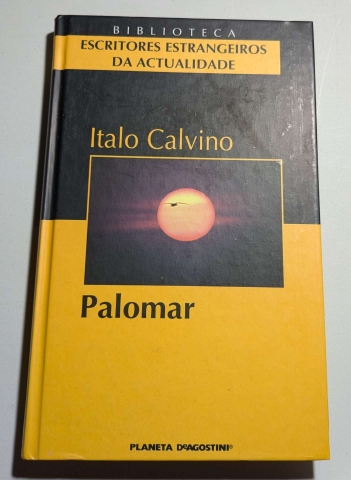 BIBLIOTECA
ESCRITORES ESTRANGEIROS
DA ACTUALIDADE
Italo Calvino
Palomar
PLANETA DeAGOSTINI®